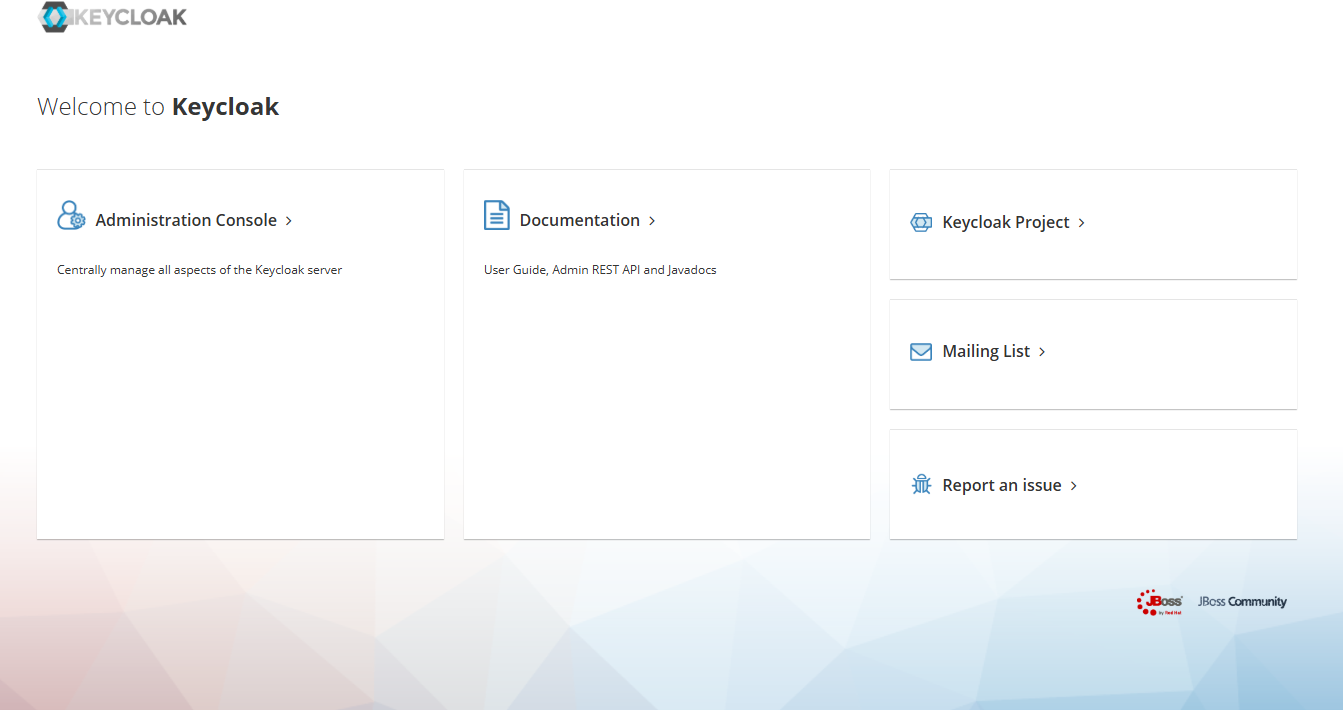 KEYCLOAK
Welcome to Keycloak
Administration Console
Centrally manage all aspects of the Keycloak server
Documentation
User Guide, Admin REST API and Javadocs
Keycloak Project
Mailing List
Report an issue
JBoss by Red Hat
JBoss Community